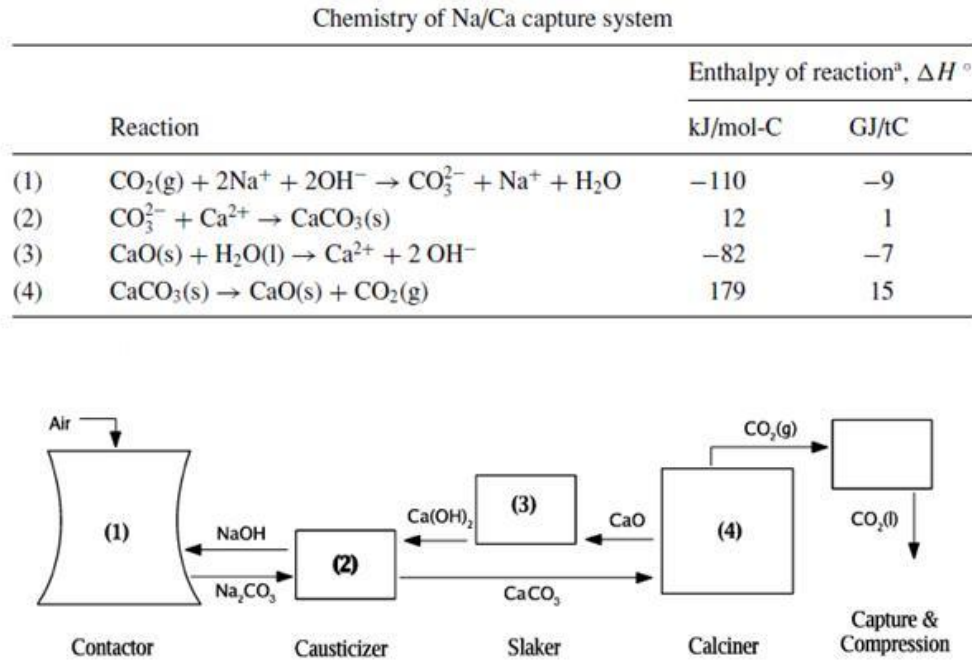 Chemistry of Na/Ca capture system
Enthalpy of reactionᵃ, ΔH°
Reaction kJ/mol-C GJ/tC
(1) CO₂(g) + 2Na⁺ + 2OH⁻ → CO₃²⁻ + Na⁺ + H₂O −110 −9
(2) CO₃²⁻ + Ca²⁺ → CaCO₃(s) 12 1
(3) CaO(s) + H₂O(l) → Ca²⁺ + 2 OH⁻ −82 −7
(4) CaCO₃(s) → CaO(s) + CO₂(g) 179 15
Air
CO₂(g)
(1)
NaOH
Na₂CO₃
(2)
Ca(OH)₂
(3)
CaO
CaCO₃
(4)
CO₂(l)
Contactor
Causticizer
Slaker
Calciner
Capture &
Compression